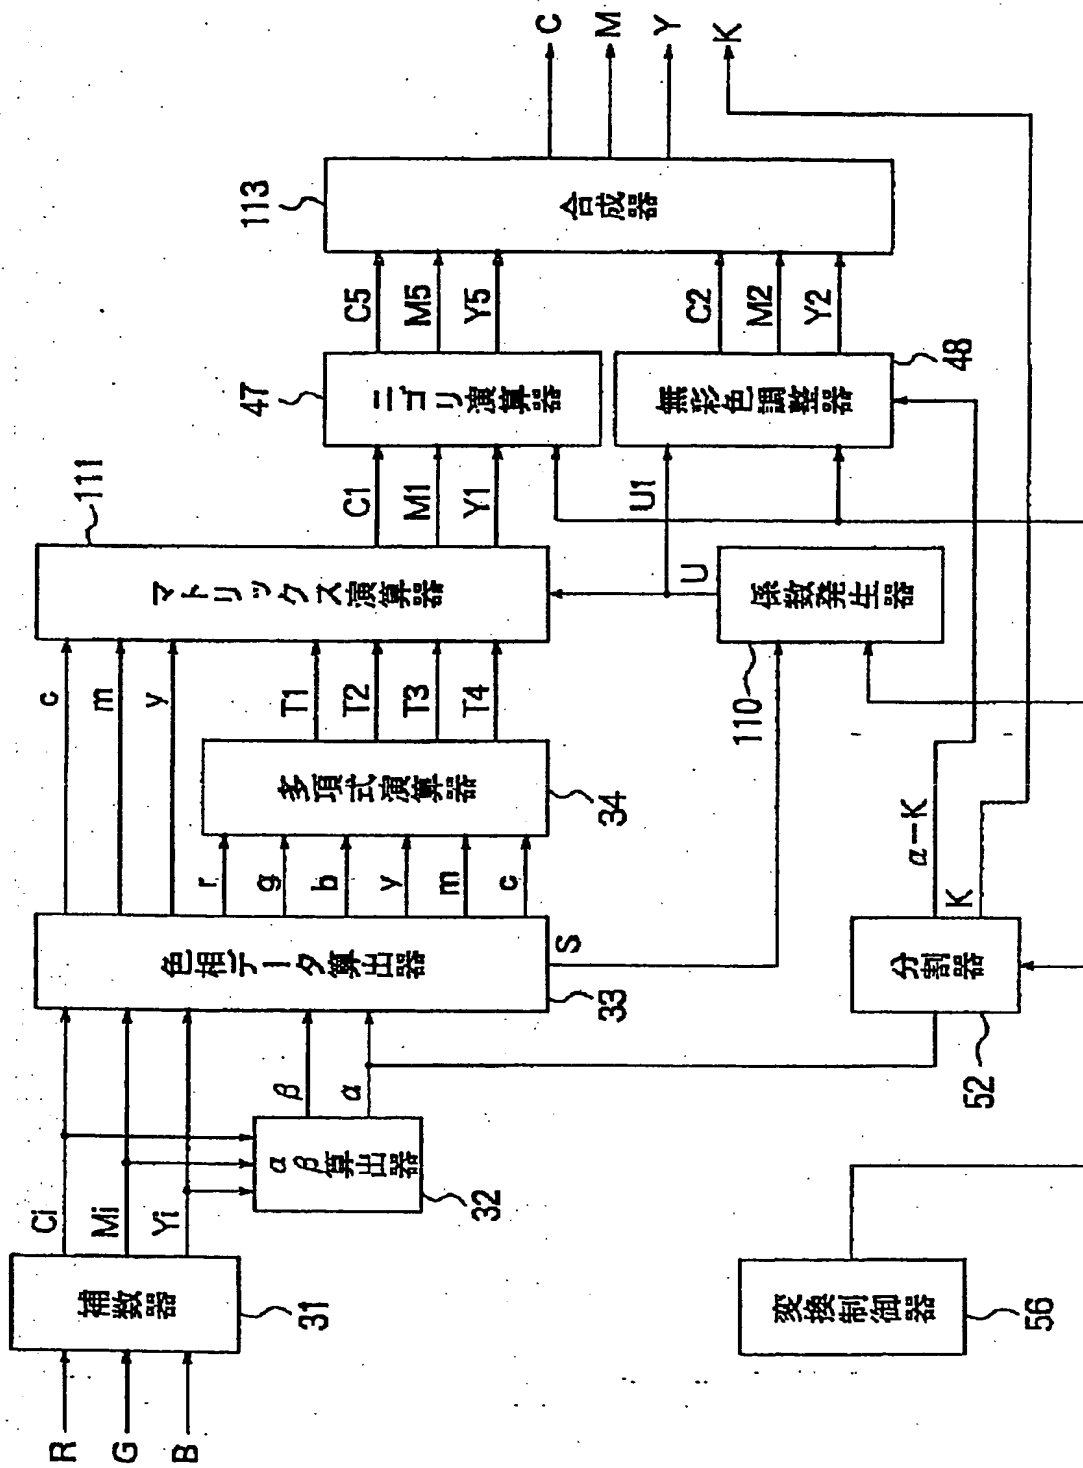 R
G
B
補数器
31
Ci
Mi
Yi
αβ算出器
32
β
α
色相データ算出器
33
S
c
m
y
r
g
b
y
m
c
多項式演算器
34
T1
T2
T3
T4
マトリックス演算器
111
C1
M1
Y1
ニゴリ演算器
47
C5
M5
Y5
合成器
113
C
M
Y
K
無彩色調整器
48
C2
M2
Y2
U1
U
係数発生器
110
分割器
52
α−K
K
変換制御器
56